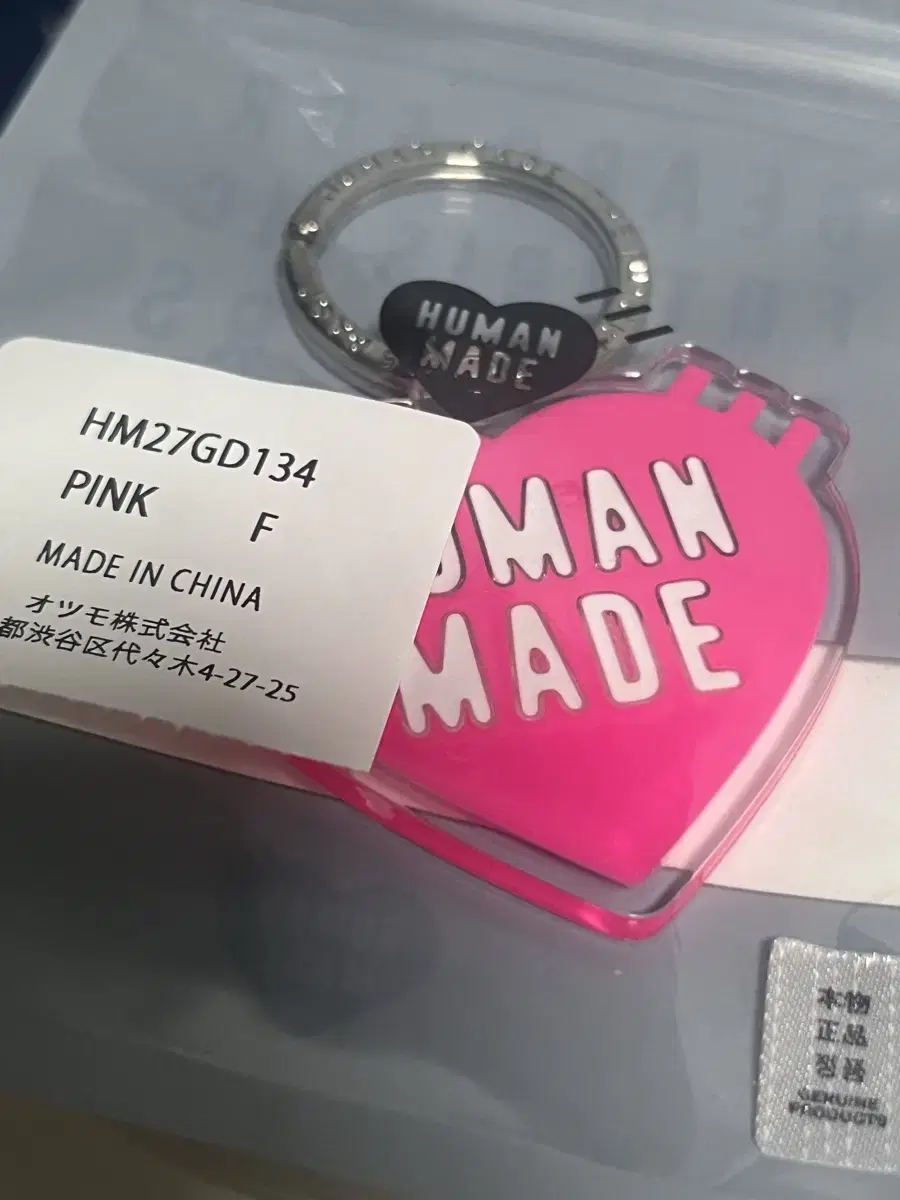 HUMAN
MADE
HM27GD134
PINK F
MADE IN CHINA
オツモ株式会社
都渋谷区代々木4-27-25
UMAN
MADE
本物
正品
정품
GENUINE
PRODUCTS